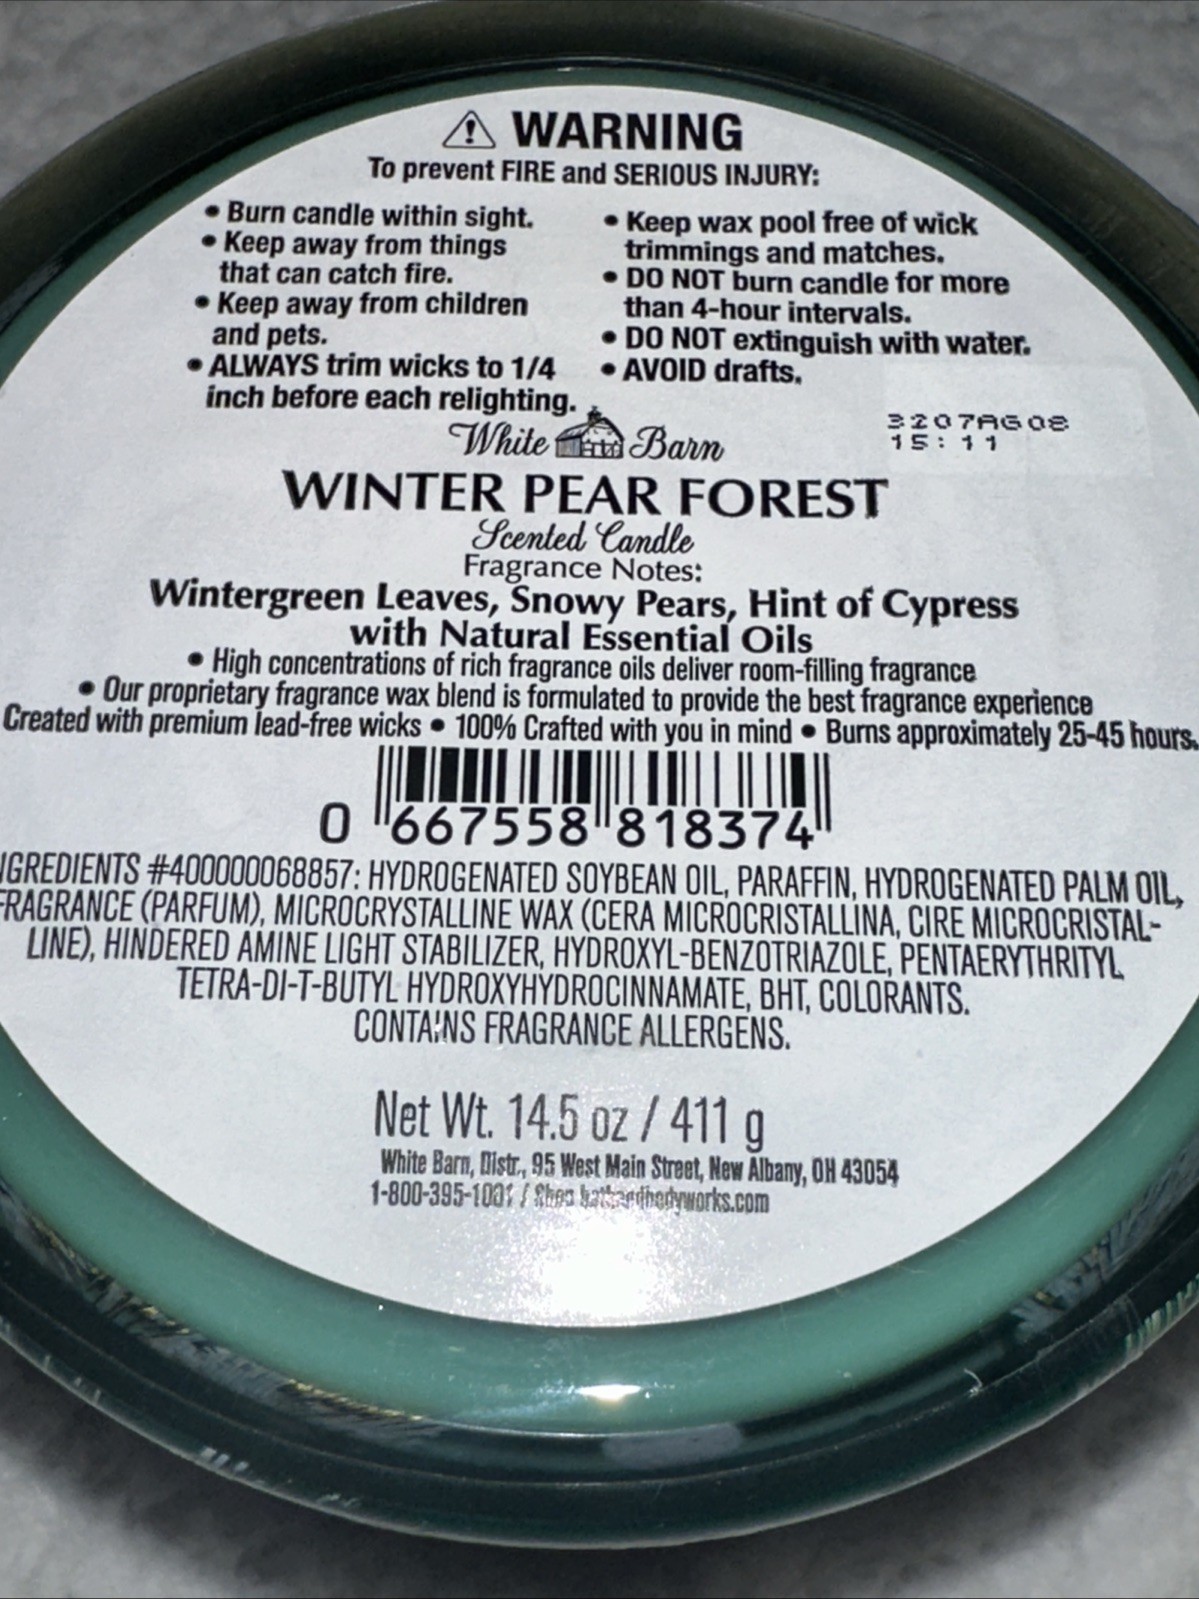 ⚠ WARNING
To prevent FIRE and SERIOUS INJURY:
• Burn candle within sight.
• Keep away from things
that can catch fire.
• Keep away from children
and pets.
• ALWAYS trim wicks to 1/4
inch before each relighting.
• Keep wax pool free of wick
trimmings and matches.
• DO NOT burn candle for more
than 4-hour intervals.
• DO NOT extinguish with water.
• AVOID drafts.
3207AG08
15:11
White Barn
WINTER PEAR FOREST
Scented Candle
Fragrance Notes:
Wintergreen Leaves, Snowy Pears, Hint of Cypress
with Natural Essential Oils
• High concentrations of rich fragrance oils deliver room-filling fragrance
• Our proprietary fragrance wax blend is formulated to provide the best fragrance experience
Created with premium lead-free wicks • 100% Crafted with you in mind • Burns approximately 25-45 hours.
0 667558 818374
NGREDIENTS #400000068857: HYDROGENATED SOYBEAN OIL, PARAFFIN, HYDROGENATED PALM OIL,
FRAGRANCE (PARFUM), MICROCRYSTALLINE WAX (CERA MICROCRISTALLINA, CIRE MICROCRISTAL-
LINE), HINDERED AMINE LIGHT STABILIZER, HYDROXYL-BENZOTRIAZOLE, PENTAERYTHRITYL
TETRA-DI-T-BUTYL HYDROXYHYDROCINNAMATE, BHT, COLORANTS.
CONTAINS FRAGRANCE ALLERGENS.
Net Wt. 14.5 oz / 411 g
White Barn, Distr., 95 West Main Street, New Albany, OH 43054
1-800-395-1001 / Shop bathandbodyworks.com